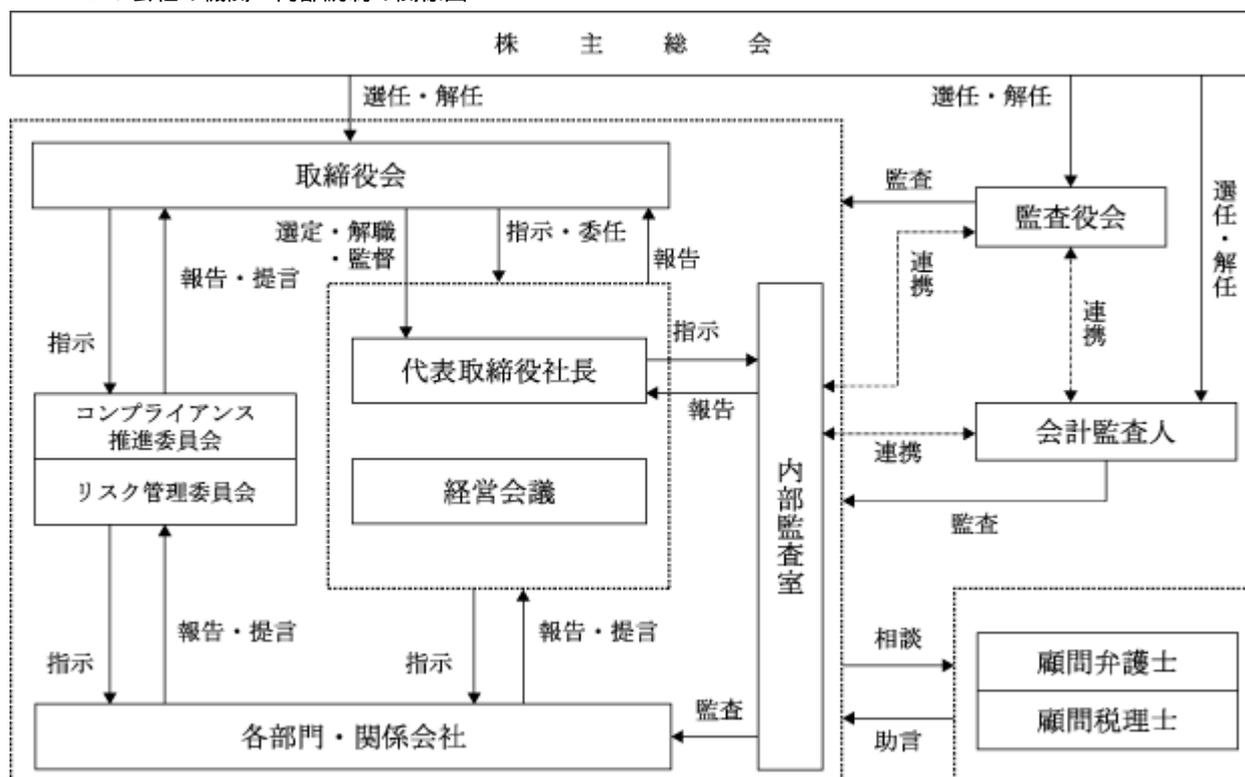 株主総会
選任・解任
選任・解任
選任・解任
取締役会
監査
監査役会
選定・解職
・監督
指示・委任
報告
報告・提言
連携
連携
指示
指示
代表取締役社長
報告
コンプライアンス
推進委員会
リスク管理委員会
経営会議
内部監査室
連携
会計監査人
監査
報告・提言
報告・提言
指示
指示
相談
顧問弁護士
顧問税理士
監査
助言
各部門・関係会社